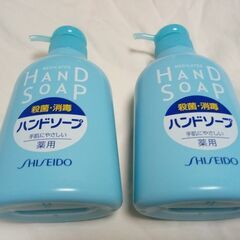 MEDICATED
HAND
SOAP
殺菌・消毒
ハンドソープ
手肌にやさしい
薬用
SHISEIDO
MEDICATED
HAND
SOAP
殺菌・消毒
ハンドソープ
手肌にやさしい
薬用
SHISEIDO